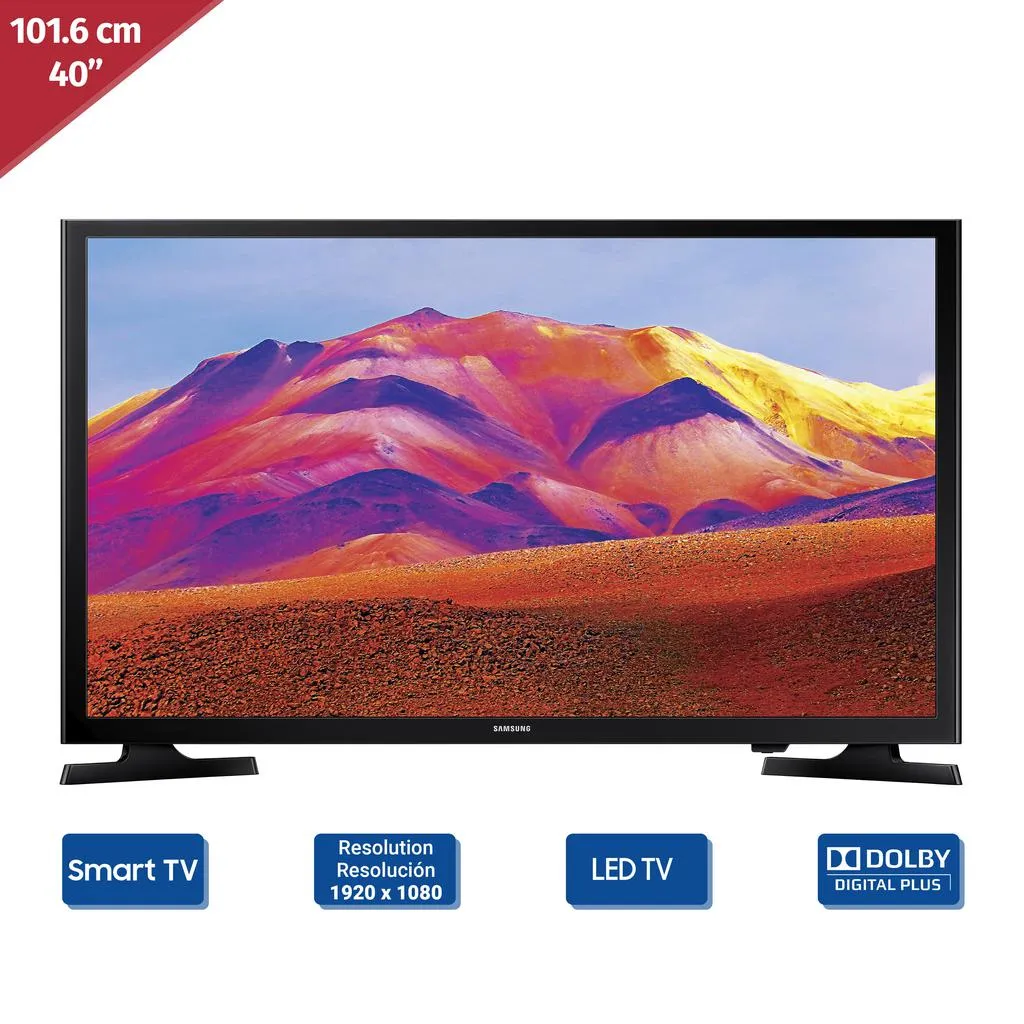 101.6 cm
40”
SAMSUNG
Smart TV
Resolution
Resolución
1920 x 1080
LED TV
DOLBY
DIGITAL PLUS